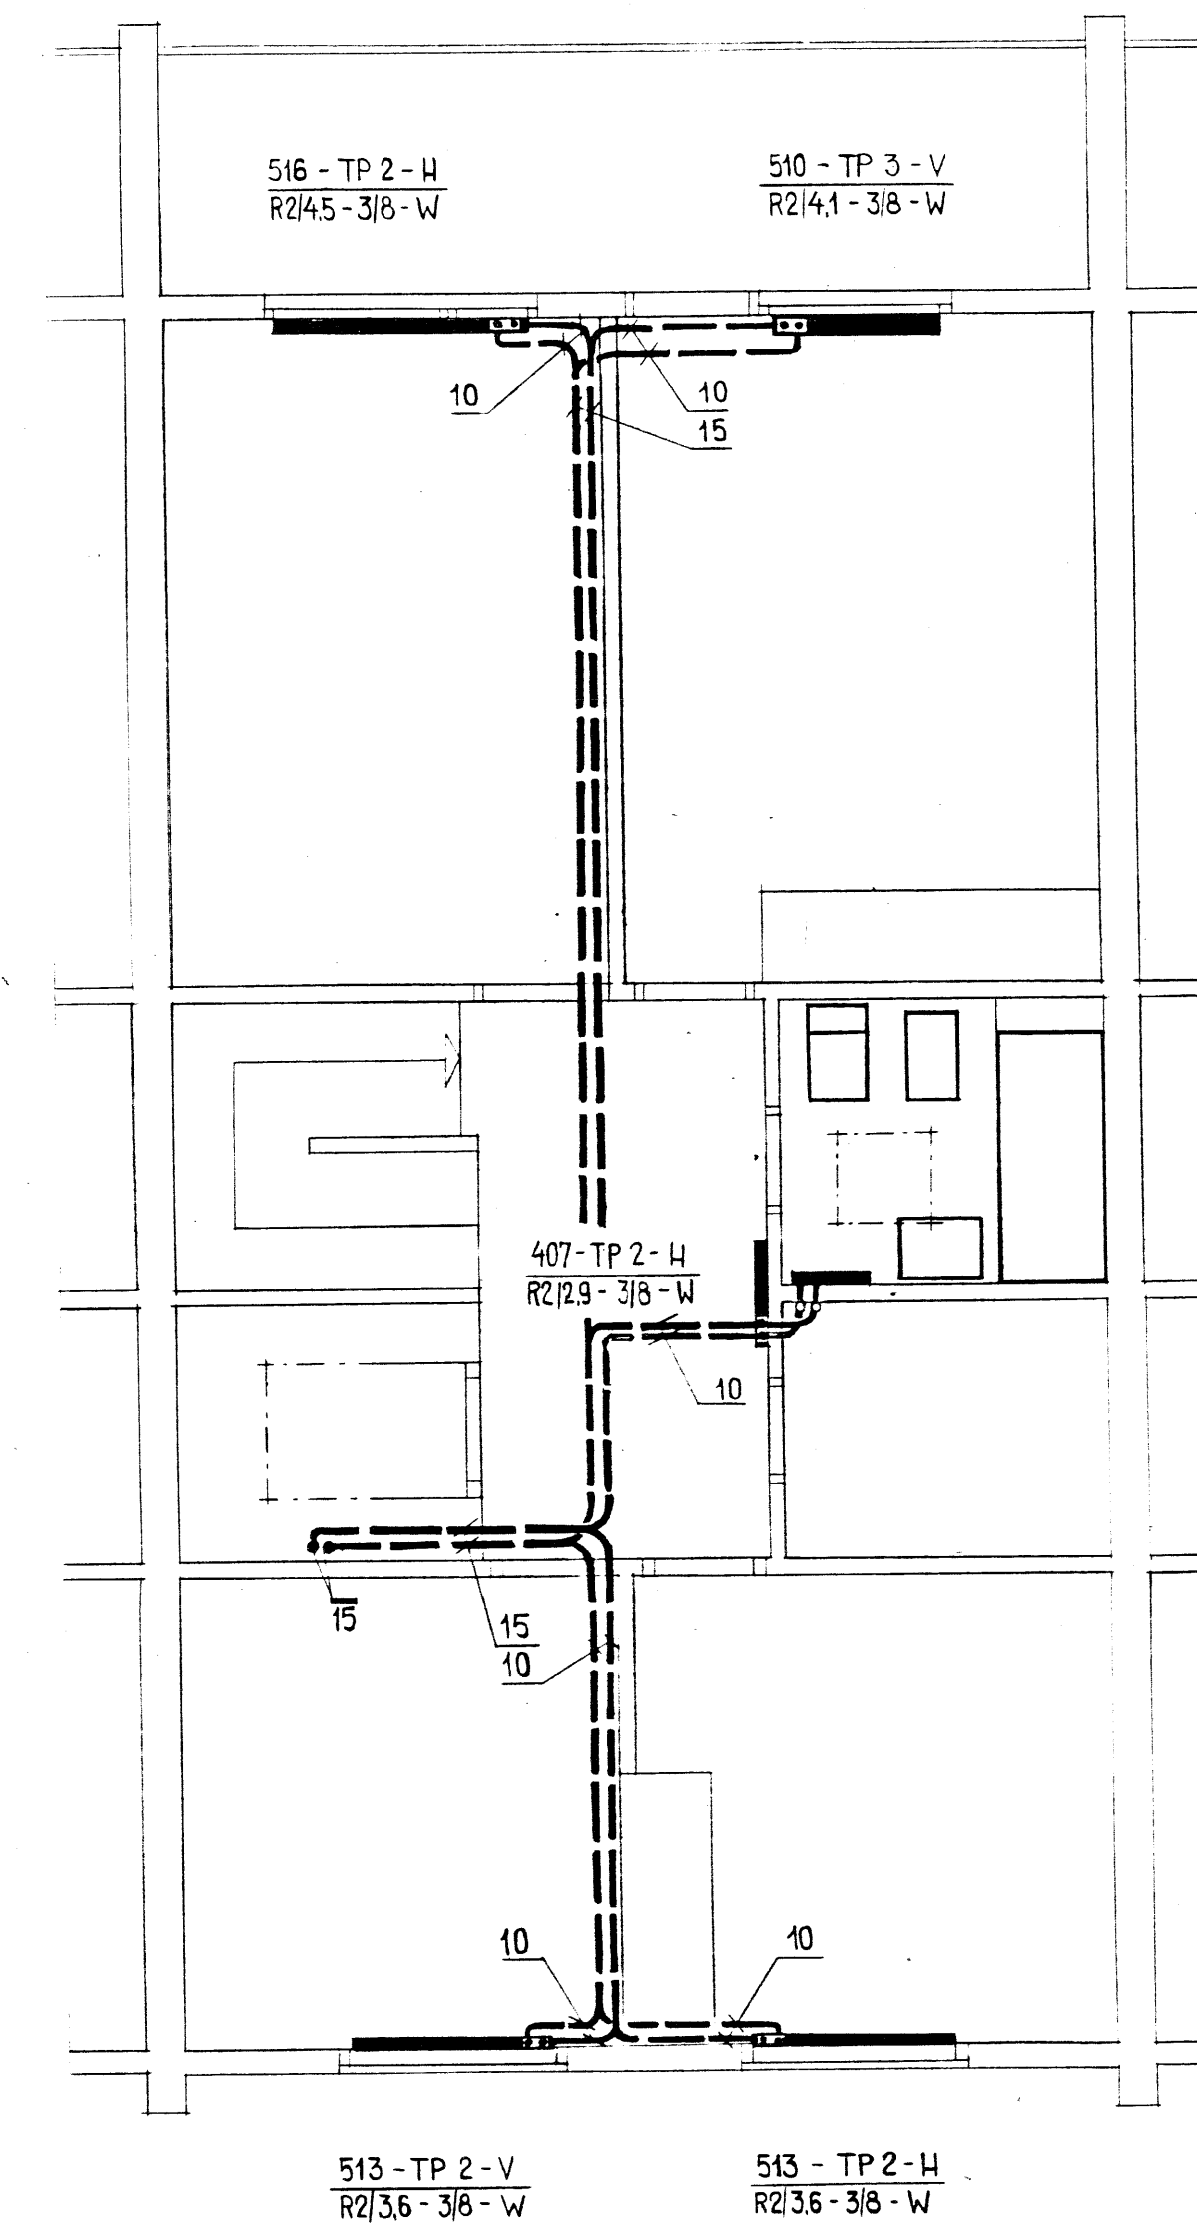 516 - TP 2 - H
R2/4.5 - 3/8 - W
510 - TP 3 - V
R2/4,1 - 3/8 - W
10
10
15
407 - TP 2 - H
R2/2,9 - 3/8 - W
10
15
15
10
10
10
513 - TP 2 - V
R2/3,6 - 3/8 - W
513 - TP 2 - H
R2/3,6 - 3/8 - W